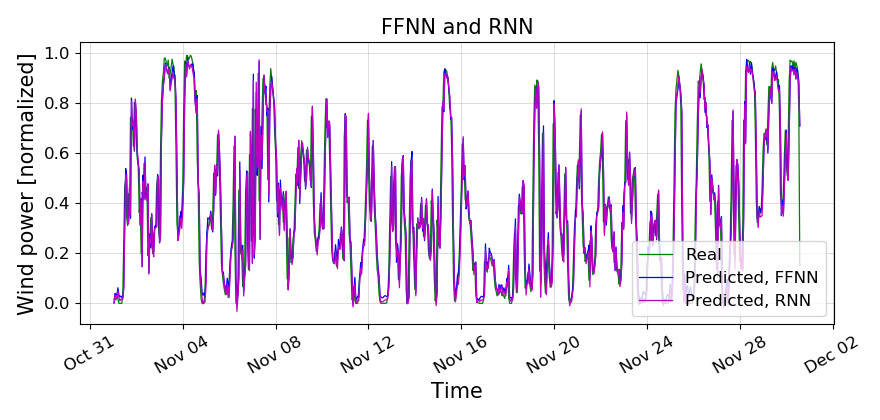 FFNN and RNN
Wind power [normalized]
1.0
0.8
0.6
0.4
0.2
0.0
Real
Predicted, FFNN
Predicted, RNN
Oct 31
Nov 04
Nov 08
Nov 12
Nov 16
Nov 20
Nov 24
Nov 28
Dec 02
Time